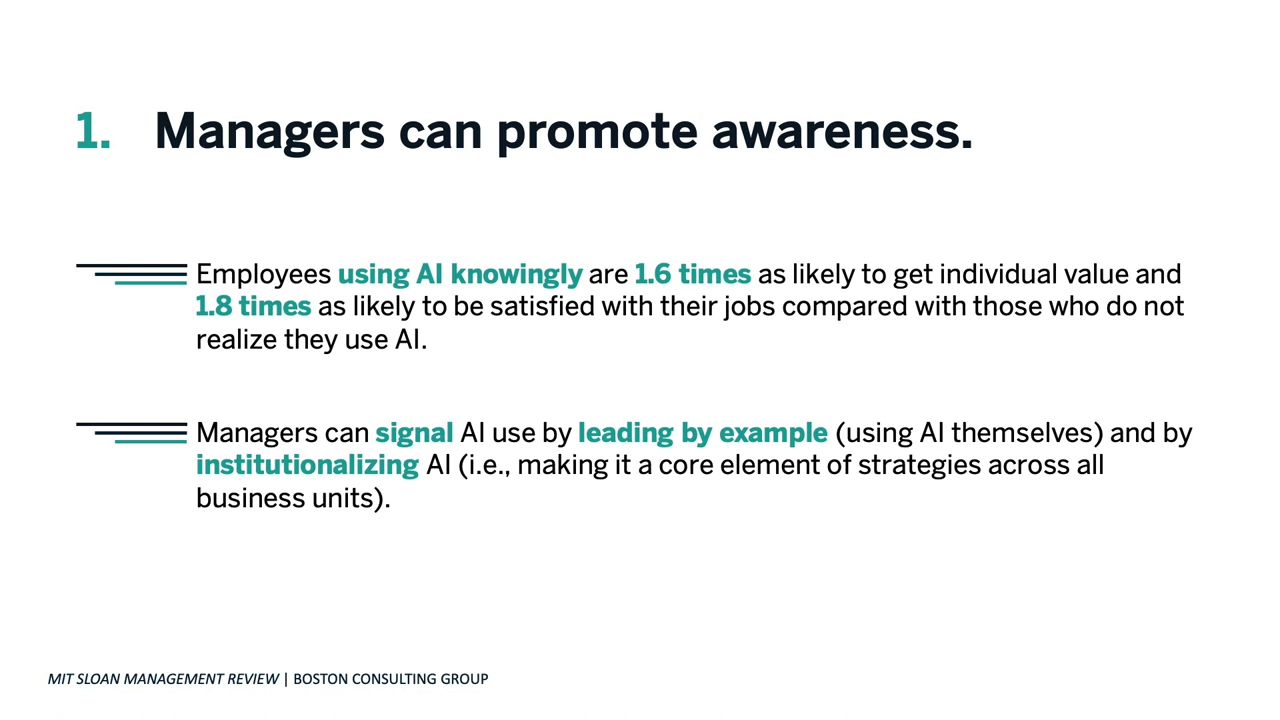 1. Managers can promote awareness.
Employees using AI knowingly are 1.6 times as likely to get individual value and
1.8 times as likely to be satisfied with their jobs compared with those who do not
realize they use AI.
Managers can signal AI use by leading by example (using AI themselves) and by
institutionalizing AI (i.e., making it a core element of strategies across all
business units).
MIT SLOAN MANAGEMENT REVIEW | BOSTON CONSULTING GROUP